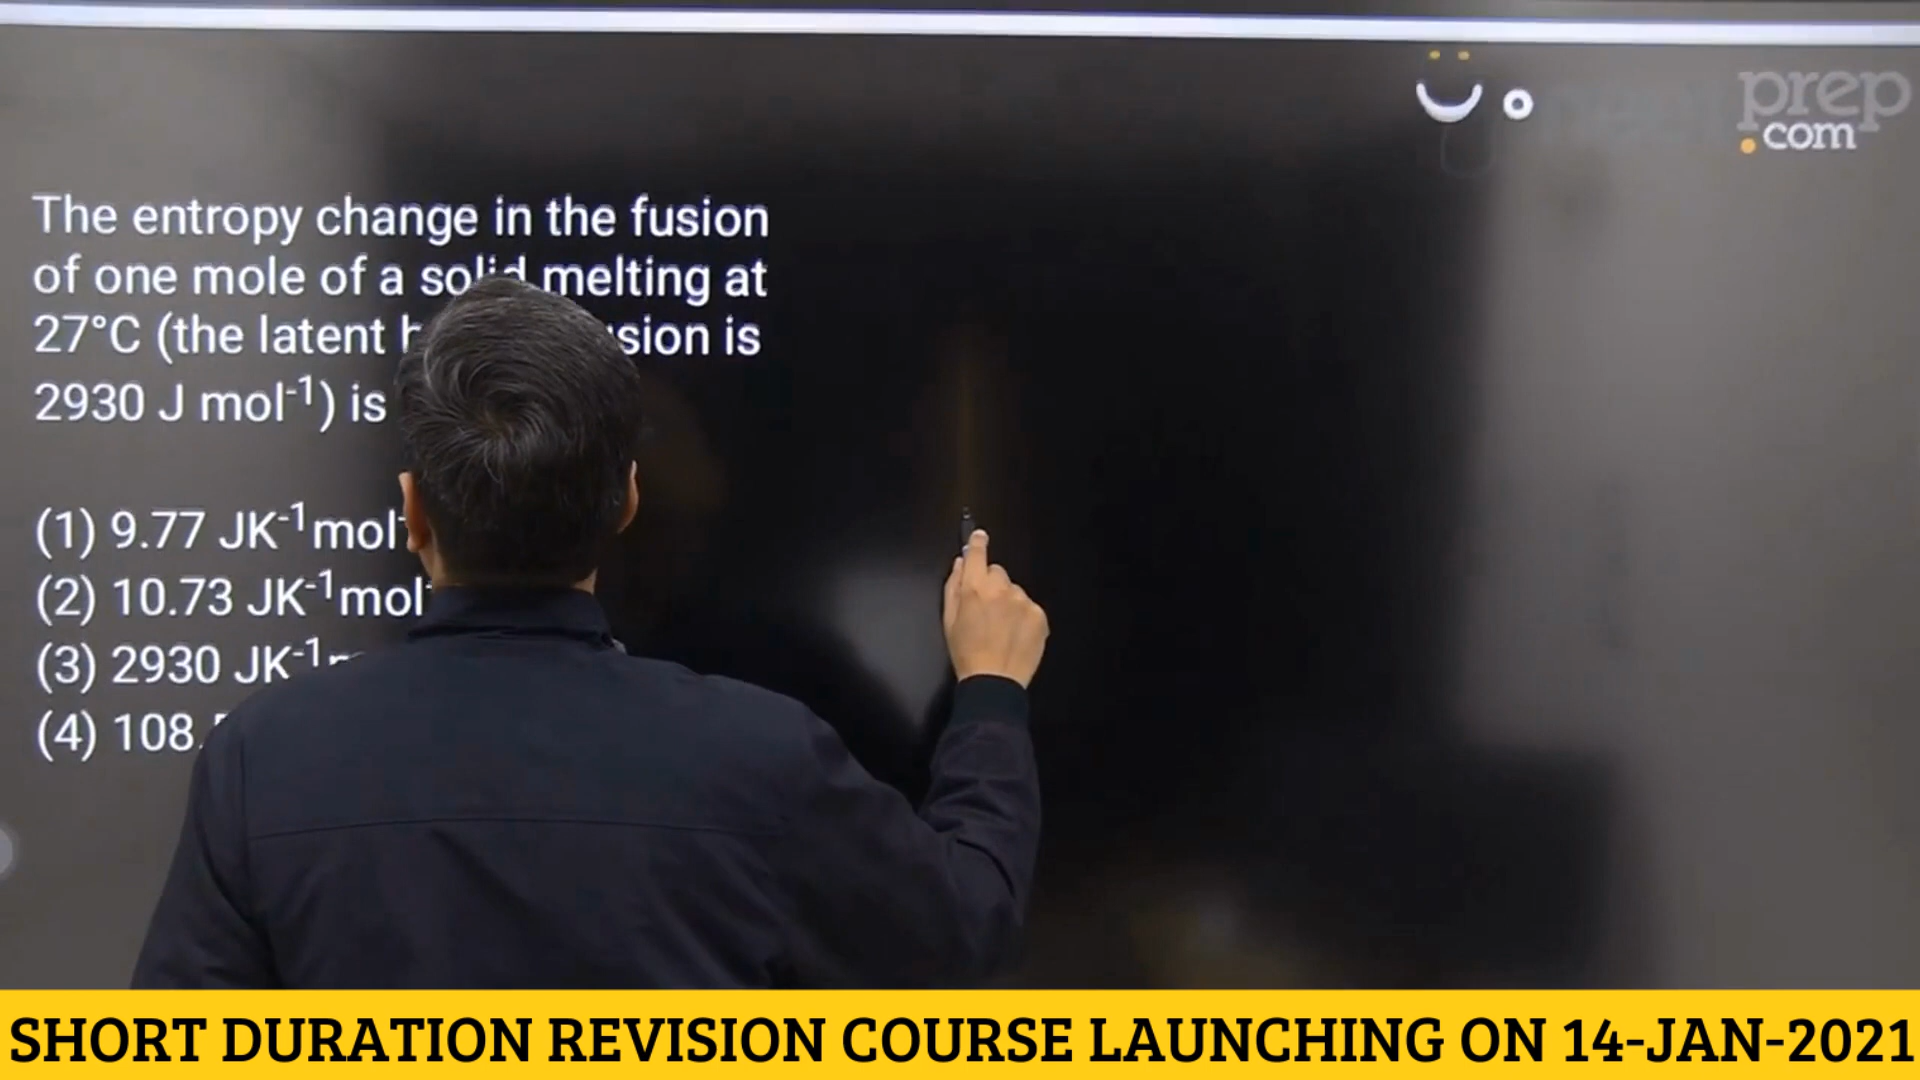 prep
.com
The entropy change in the fusion
of one mole of a solid melting at
27°C (the latent sion is
2930 J mol⁻¹) is
(1) 9.77 JK⁻¹mol
(2) 10.73 JK⁻¹mol
(3) 2930 JK⁻¹
(4) 108.
SHORT DURATION REVISION COURSE LAUNCHING ON 14-JAN-2021